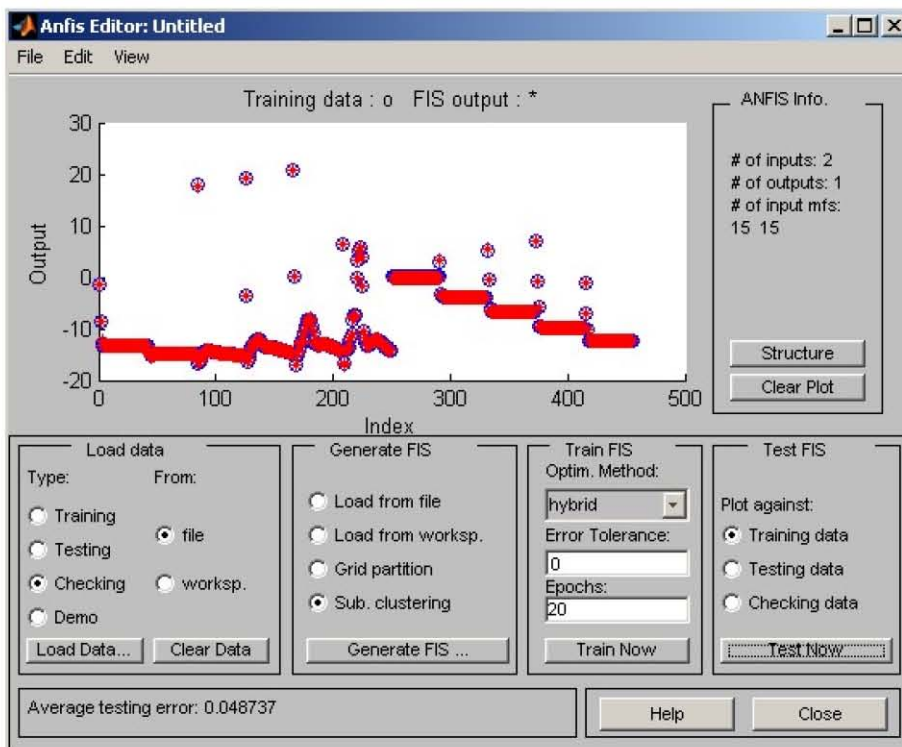 Anfis Editor: Untitled
File Edit View
Training data : o FIS output : *
30
20
10
0
-10
-20
Output
0 100 200 300 400 500
Index
ANFIS Info.
# of inputs: 2
# of outputs: 1
# of input mfs:
15 15
Structure
Clear Plot
Load data
Type: From:
Training
Testing
Checking
Demo
file
worksp.
Load Data... Clear Data
Generate FIS
Load from file
Load from worksp.
Grid partition
Sub. clustering
Generate FIS ...
Train FIS
Optim. Method:
hybrid
Error Tolerance:
0
Epochs:
20
Train Now
Test FIS
Plot against:
Training data
Testing data
Checking data
Test Now
Average testing error: 0.048737
Help Close